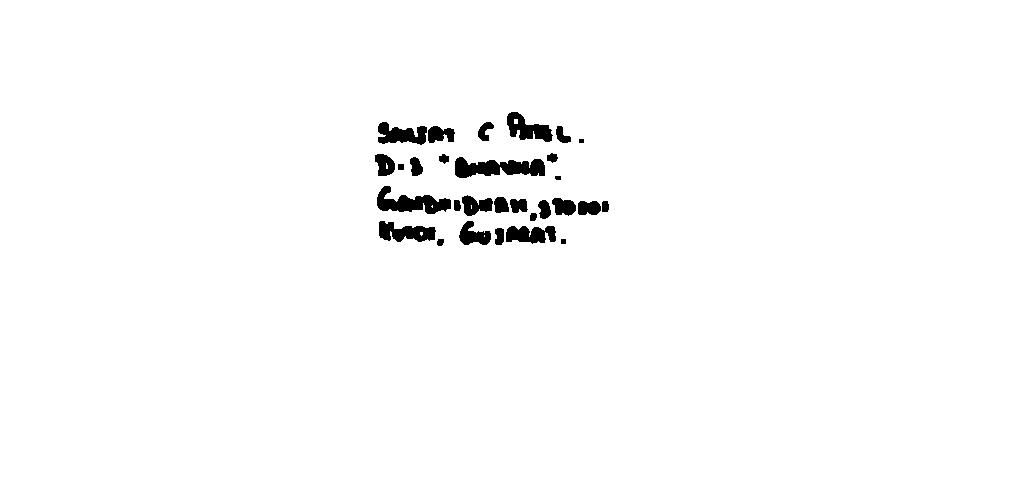 SANJAY C PATEL.
D-3 "BHAVNA".
GANDHIDHAM, 370201
KUTCH, GUJARAT.